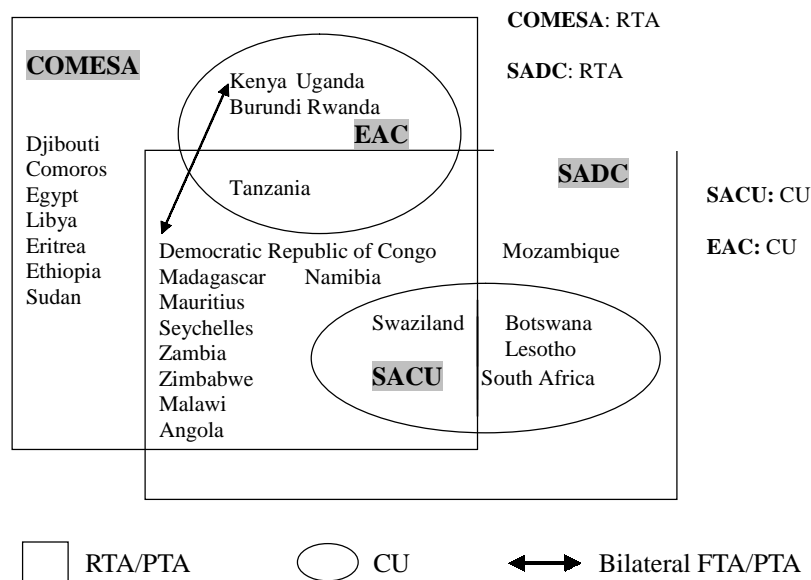 COMESA: RTA
COMESA
SADC: RTA
Kenya Uganda
Burundi Rwanda
EAC
Djibouti
Comoros
Egypt
Libya
Eritrea
Ethiopia
Sudan
Tanzania
SADC
SACU: CU
EAC: CU
Democratic Republic of Congo
Mozambique
Madagascar Namibia
Mauritius
Seychelles
Zambia
Zimbabwe
Malawi
Angola
Swaziland
Botswana
Lesotho
SACU
South Africa
RTA/PTA
CU
Bilateral FTA/PTA